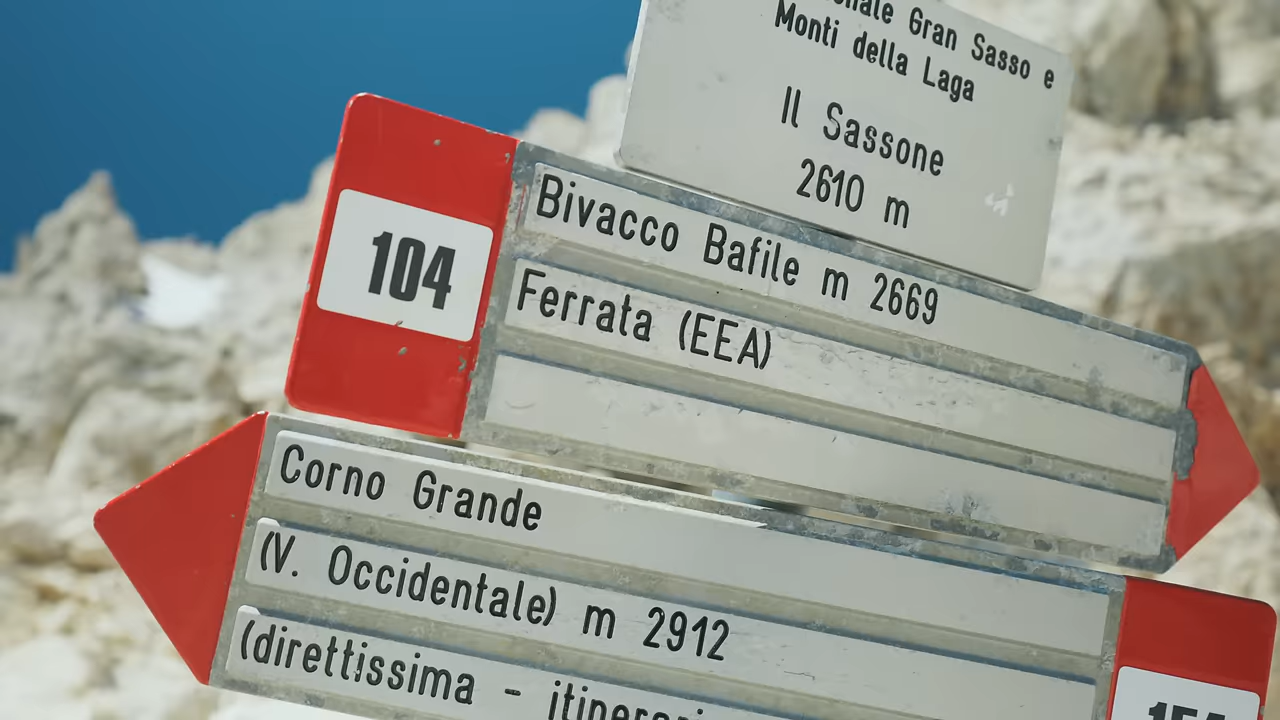 Gran Sasso e
Monti della Laga
Il Sassone
2610 m
104
Bivacco Bafile m 2669
Ferrata (EEA)
Corno Grande
(V. Occidentale) m 2912
(direttissima -